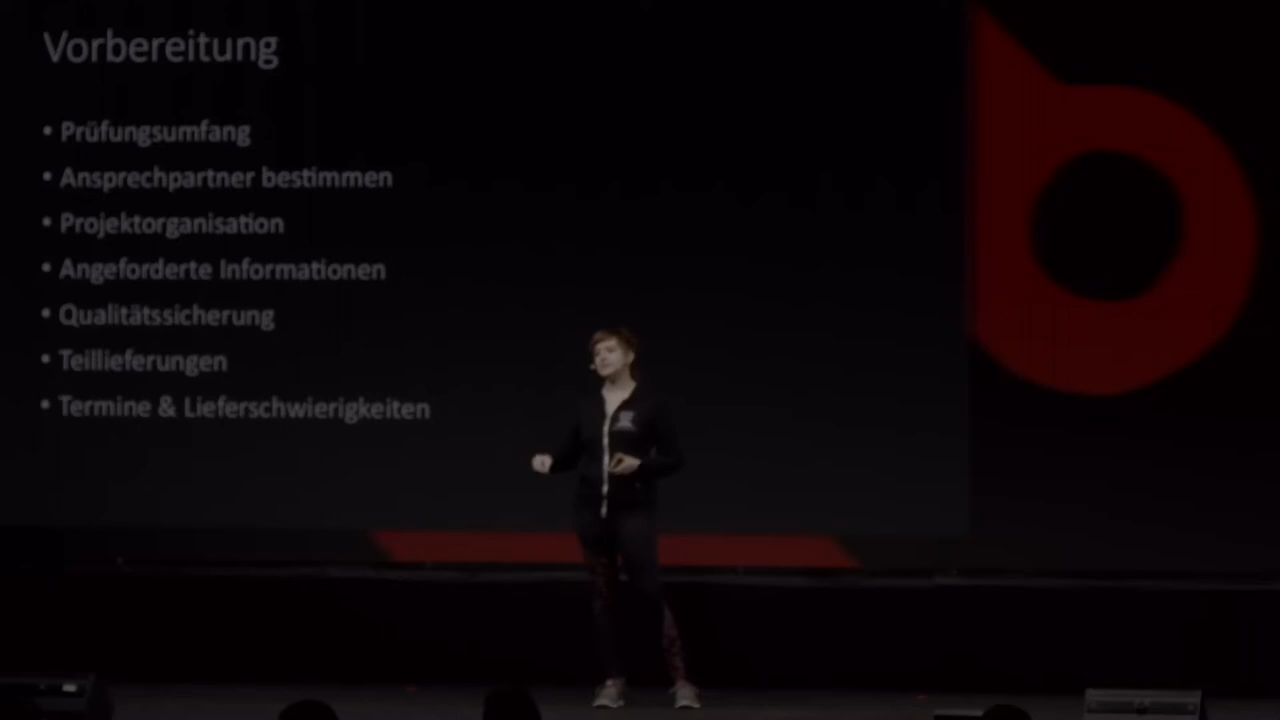 Vorbereitung
• Prüfungsumfang
• Ansprechpartner bestimmen
• Projektorganisation
• Angeforderte Informationen
• Qualitätssicherung
• Teillieferungen
• Termine & Lieferschwierigkeiten